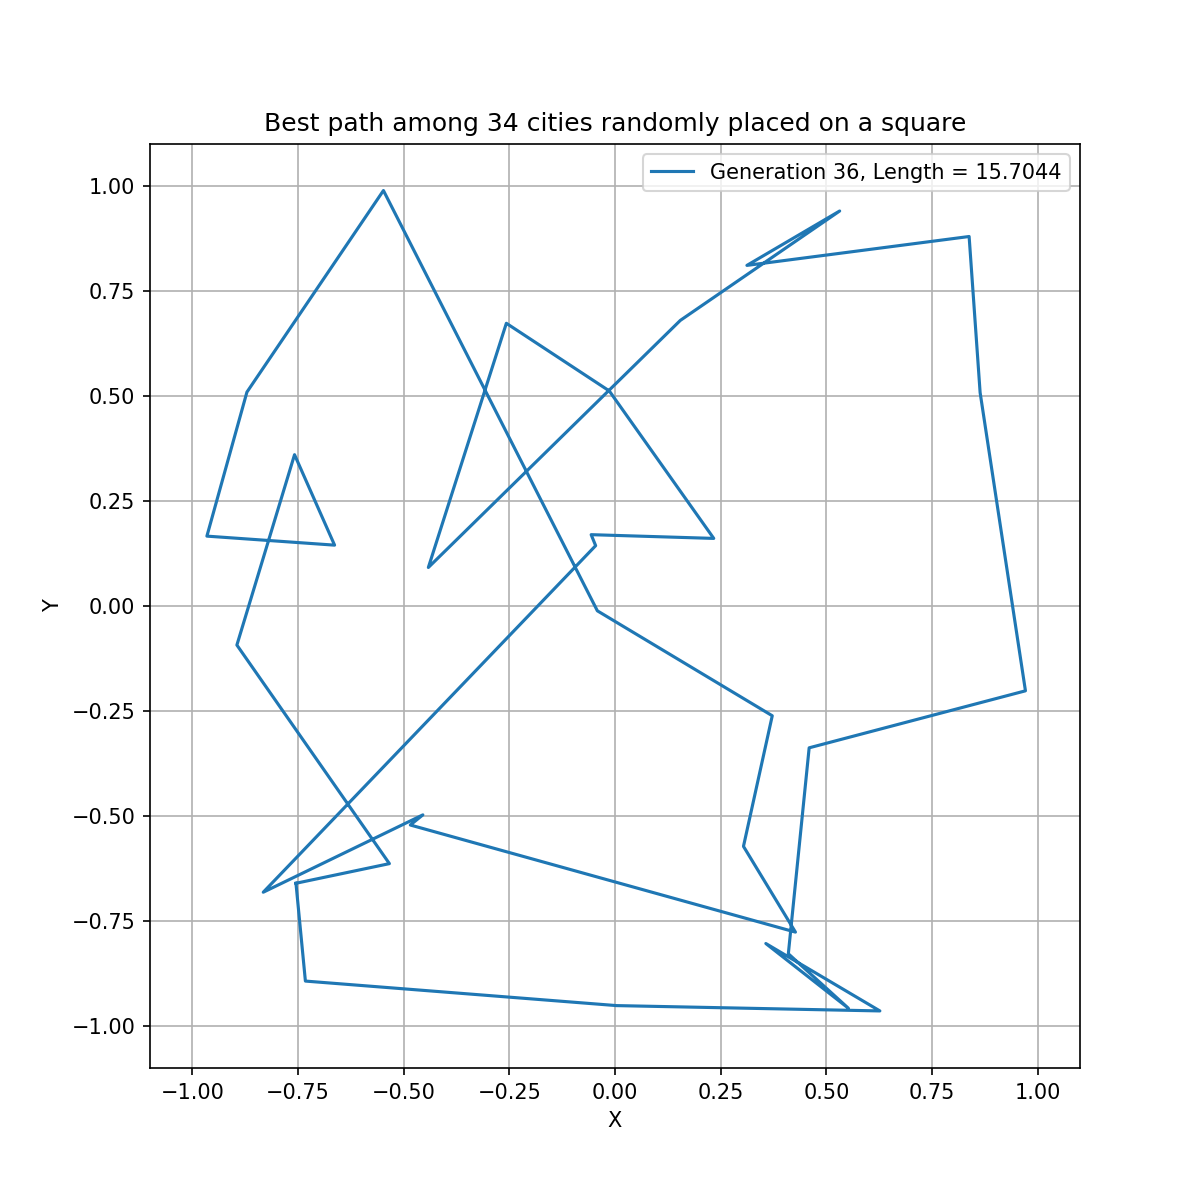 Best path among 34 cities randomly placed on a square
Generation 36, Length = 15.7044
1.00
0.75
0.50
0.25
0.00
−0.25
−0.50
−0.75
−1.00
Y
−1.00 −0.75 −0.50 −0.25 0.00 0.25 0.50 0.75 1.00
X